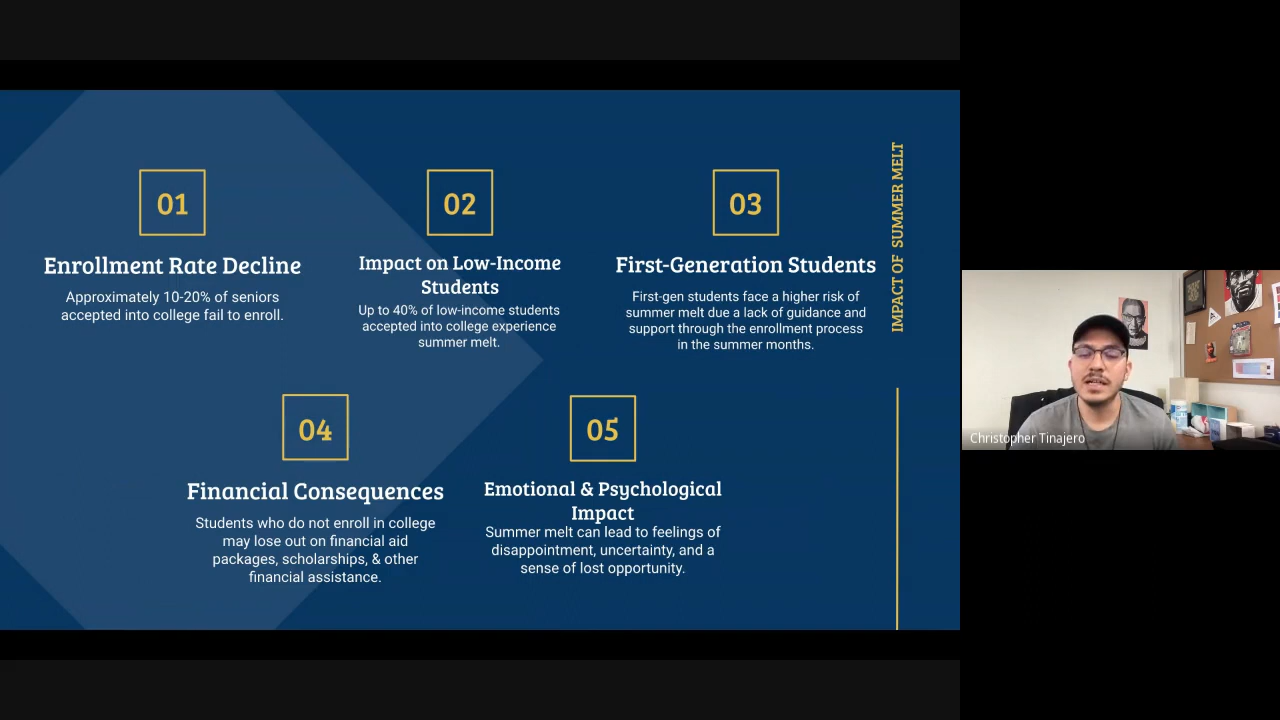 IMPACT OF SUMMER MELT
01
Enrollment Rate Decline
Approximately 10-20% of seniors
accepted into college fail to enroll.
02
Impact on Low-Income
Students
Up to 40% of low-income students
accepted into college experience
summer melt.
03
First-Generation Students
First-gen students face a higher risk of
summer melt due a lack of guidance and
support through the enrollment process
in the summer months.
04
Financial Consequences
Students who do not enroll in college
may lose out on financial aid
packages, scholarships, & other
financial assistance.
05
Emotional & Psychological
Impact
Summer melt can lead to feelings of
disappointment, uncertainty, and a
sense of lost opportunity.
Christopher Tinajero